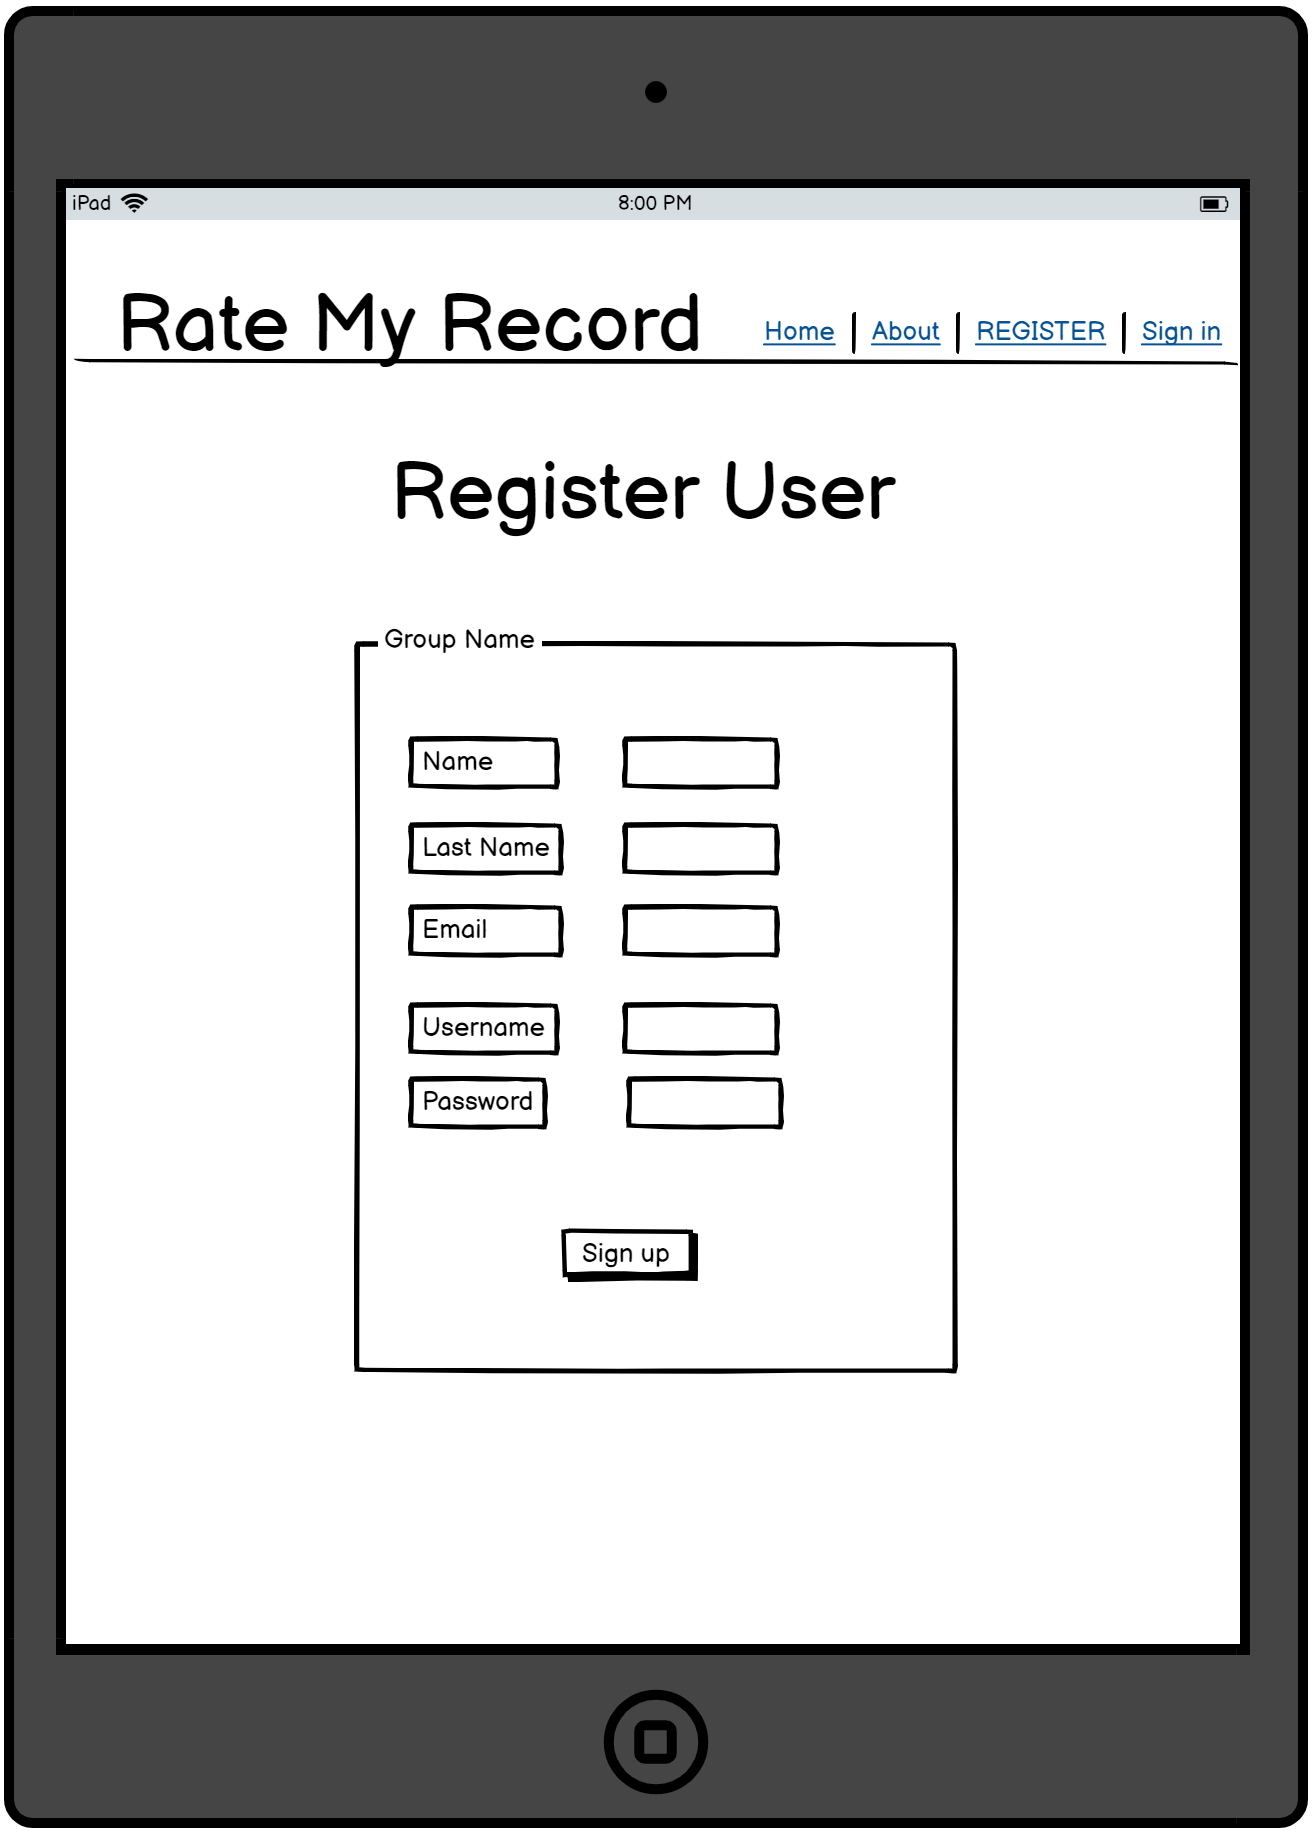 iPad 8:00 PM
Rate My Record Home About REGISTER Sign in
Register User
Group Name
Name
Last Name
Email
Username
Password
Sign up